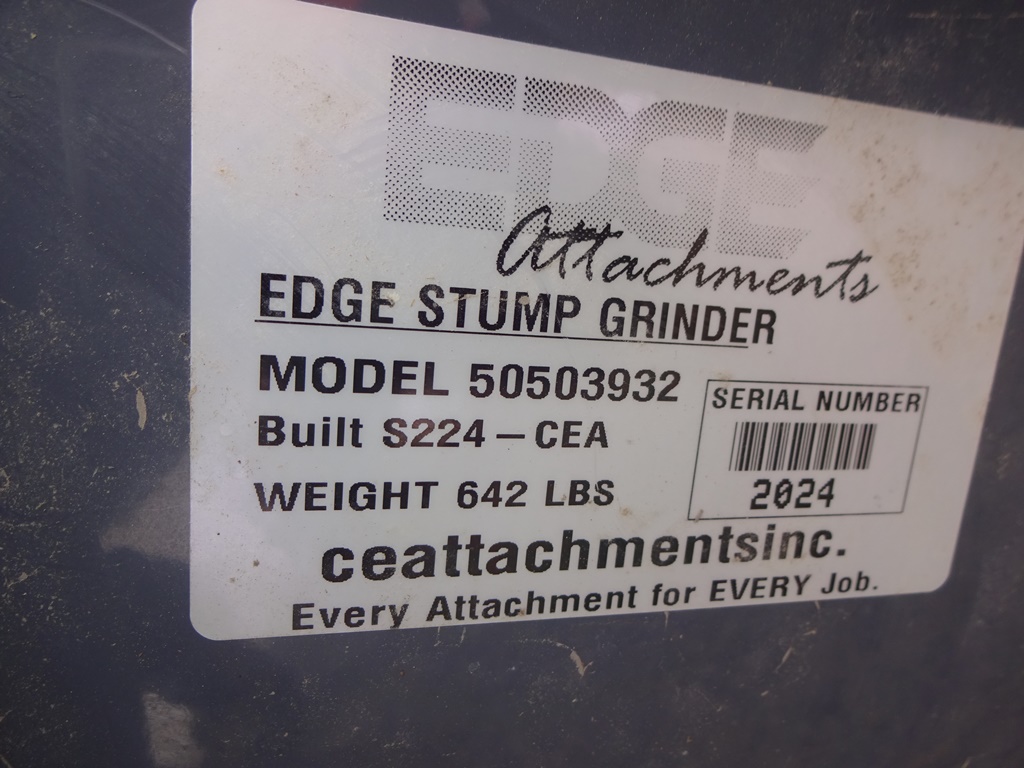 EDGE
Attachments
EDGE STUMP GRINDER
MODEL 50503932
Built S224-CEA
WEIGHT 642 LBS
SERIAL NUMBER
2024
ceattachmentsinc.
Every Attachment for EVERY Job.